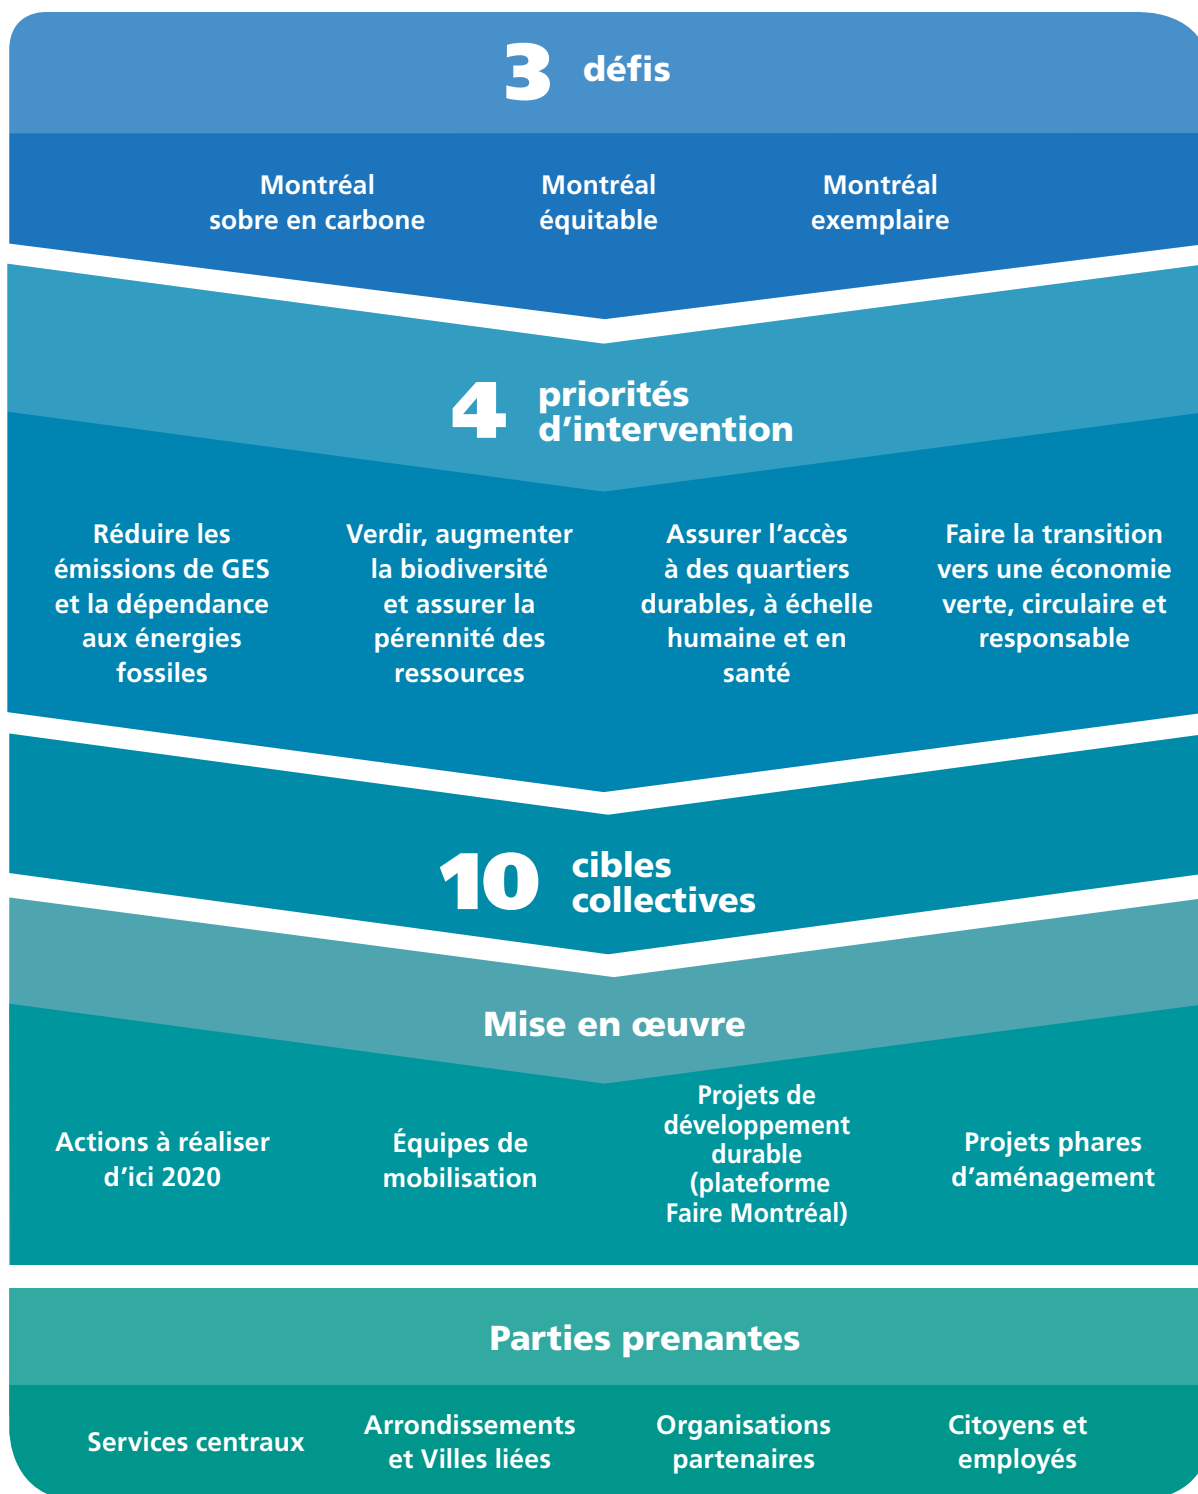 3 défis
Montréal
sobre en carbone
Montréal
équitable
Montréal
exemplaire
4 priorités
d’intervention
Réduire les
émissions de GES
et la dépendance
aux énergies
fossiles
Verdir, augmenter
la biodiversité
et assurer la
pérennité des
ressources
Assurer l’accès
à des quartiers
durables, à échelle
humaine et en
santé
Faire la transition
vers une économie
verte, circulaire et
responsable
10 cibles
collectives
Mise en œuvre
Actions à réaliser
d’ici 2020
Équipes de
mobilisation
Projets de
développement
durable
(plateforme
Faire Montréal)
Projets phares
d’aménagement
Parties prenantes
Services centraux
Arrondissements
et Villes liées
Organisations
partenaires
Citoyens et
employés